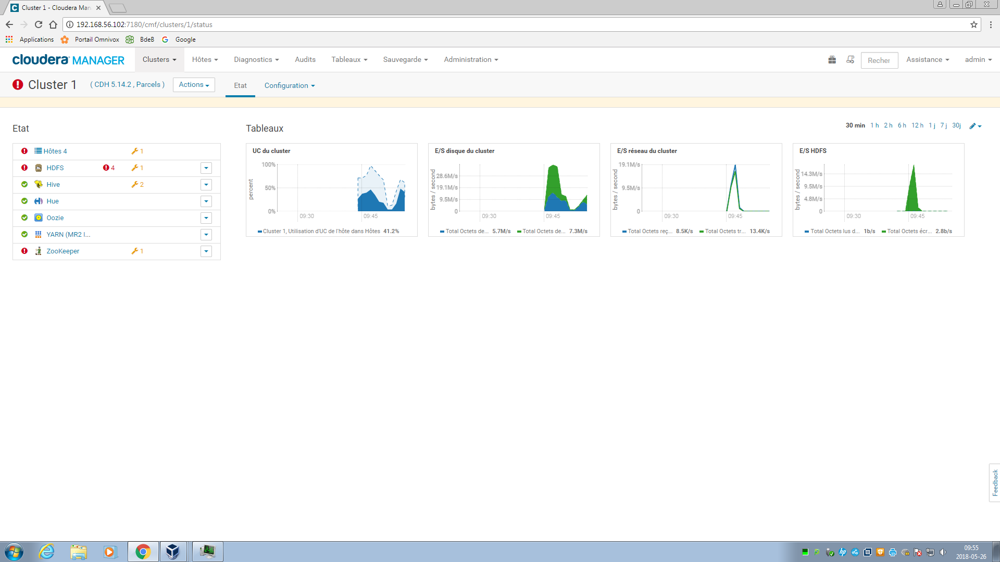 Cluster 1 - Cloudera Man
192.168.56.102:7180/cmf/clusters/1/status
Applications Portail Omnivox BdeB Google
cloudera MANAGER Clusters Hôtes Diagnostics Audits Tableaux Sauvegarde Administration Recher Assistance admin
Cluster 1 ( CDH 5.14.2 , Parcels ) Actions Etat Configuration
Etat
Tableaux
30 min 1 h 2 h 6 h 12 h 1 j 7 j 30j
Hôtes 4 1
HDFS 4 1
Hive 2
Hue
Oozie
YARN (MR2 I...
ZooKeeper 1
UC du cluster
percent
100%
50%
0%
09:30 09:45
Cluster 1, Utilisation d'UC de l'hôte dans Hôtes 41.2%
E/S disque du cluster
bytes / second
28.6M/s
19.1M/s
9.5M/s
0
09:30 09:45
Total Octets de... 5.7M/s Total Octets de... 7.3M/s
E/S réseau du cluster
bytes / second
19.1M/s
9.5M/s
0
09:30 09:45
Total Octets reç... 8.5K/s Total Octets tr... 13.4K/s
E/S HDFS
bytes / second
14.3M/s
9.5M/s
4.8M/s
0
09:30 09:45
Total Octets lus d... 1b/s Total Octets écr... 2.8b/s
Feedback
09:55
2018-05-26